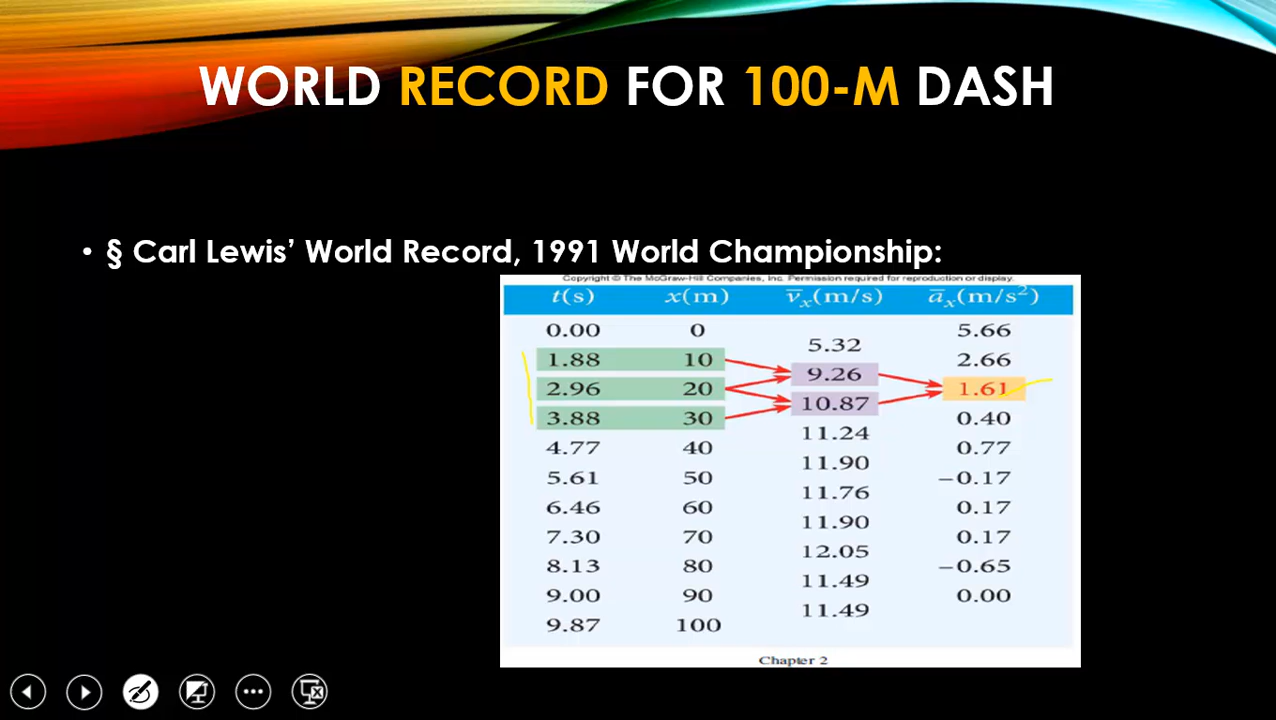 WORLD RECORD FOR 100-M DASH
• § Carl Lewis’ World Record, 1991 World Championship:
Copyright © The McGraw-Hill Companies, Inc. Permission required for reproduction or display.
t(s) x(m) v̅ₓ(m/s) a̅ₓ(m/s²)
0.00 0 5.66
5.32
1.88 10 2.66
9.26
2.96 20 1.61
10.87
3.88 30 0.40
11.24
4.77 40 0.77
11.90
5.61 50 −0.17
11.76
6.46 60 0.17
11.90
7.30 70 0.17
12.05
8.13 80 −0.65
11.49
9.00 90 0.00
11.49
9.87 100
Chapter 2